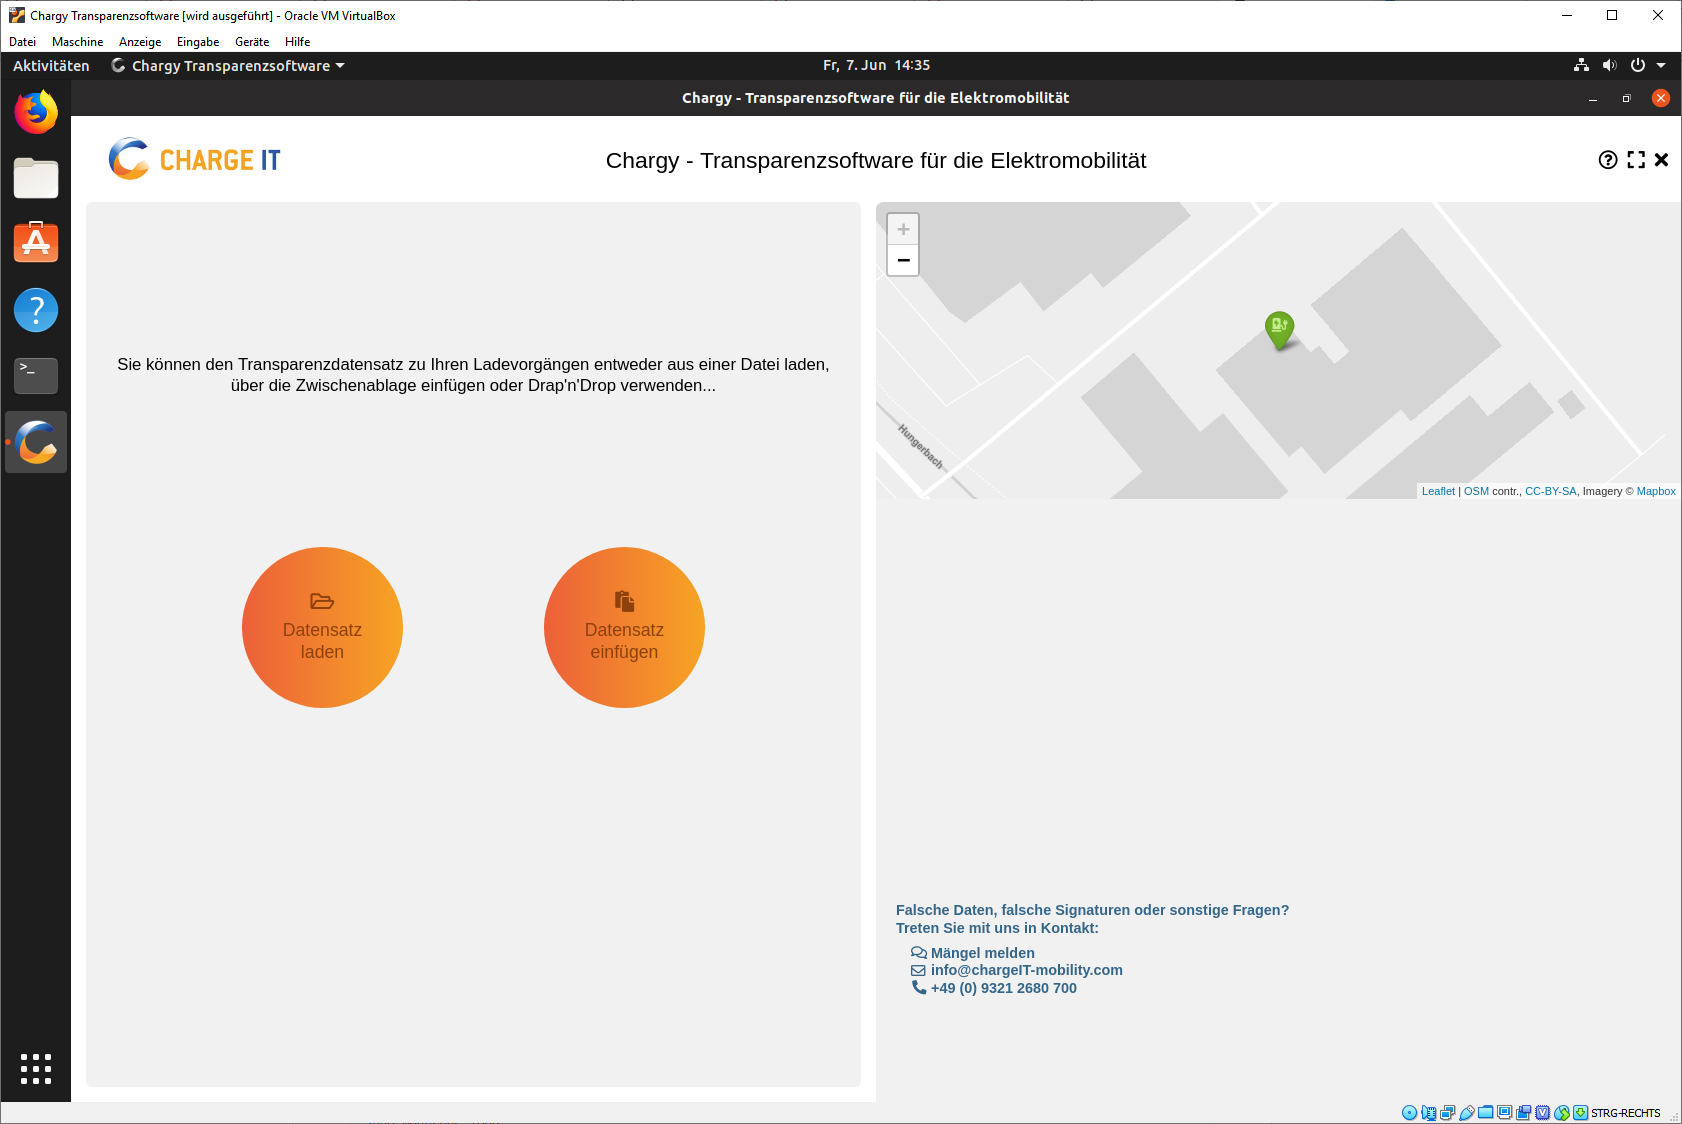 Chargy Transparenzsoftware [wird ausgeführt] - Oracle VM VirtualBox
Datei Maschine Anzeige Eingabe Geräte Hilfe
Aktivitäten Chargy Transparenzsoftware Fr, 7. Jun 14:35
Chargy - Transparenzsoftware für die Elektromobilität
CHARGE IT
Chargy - Transparenzsoftware für die Elektromobilität
Sie können den Transparenzdatensatz zu Ihren Ladevorgängen entweder aus einer Datei laden,
über die Zwischenablage einfügen oder Drap'n'Drop verwenden...
Datensatz
laden
Datensatz
einfügen
+
−
Hungerbach
Leaflet | OSM contr., CC-BY-SA, Imagery © Mapbox
Falsche Daten, falsche Signaturen oder sonstige Fragen?
Treten Sie mit uns in Kontakt:
Mängel melden
info@chargeIT-mobility.com
+49 (0) 9321 2680 700
STRG-RECHTS